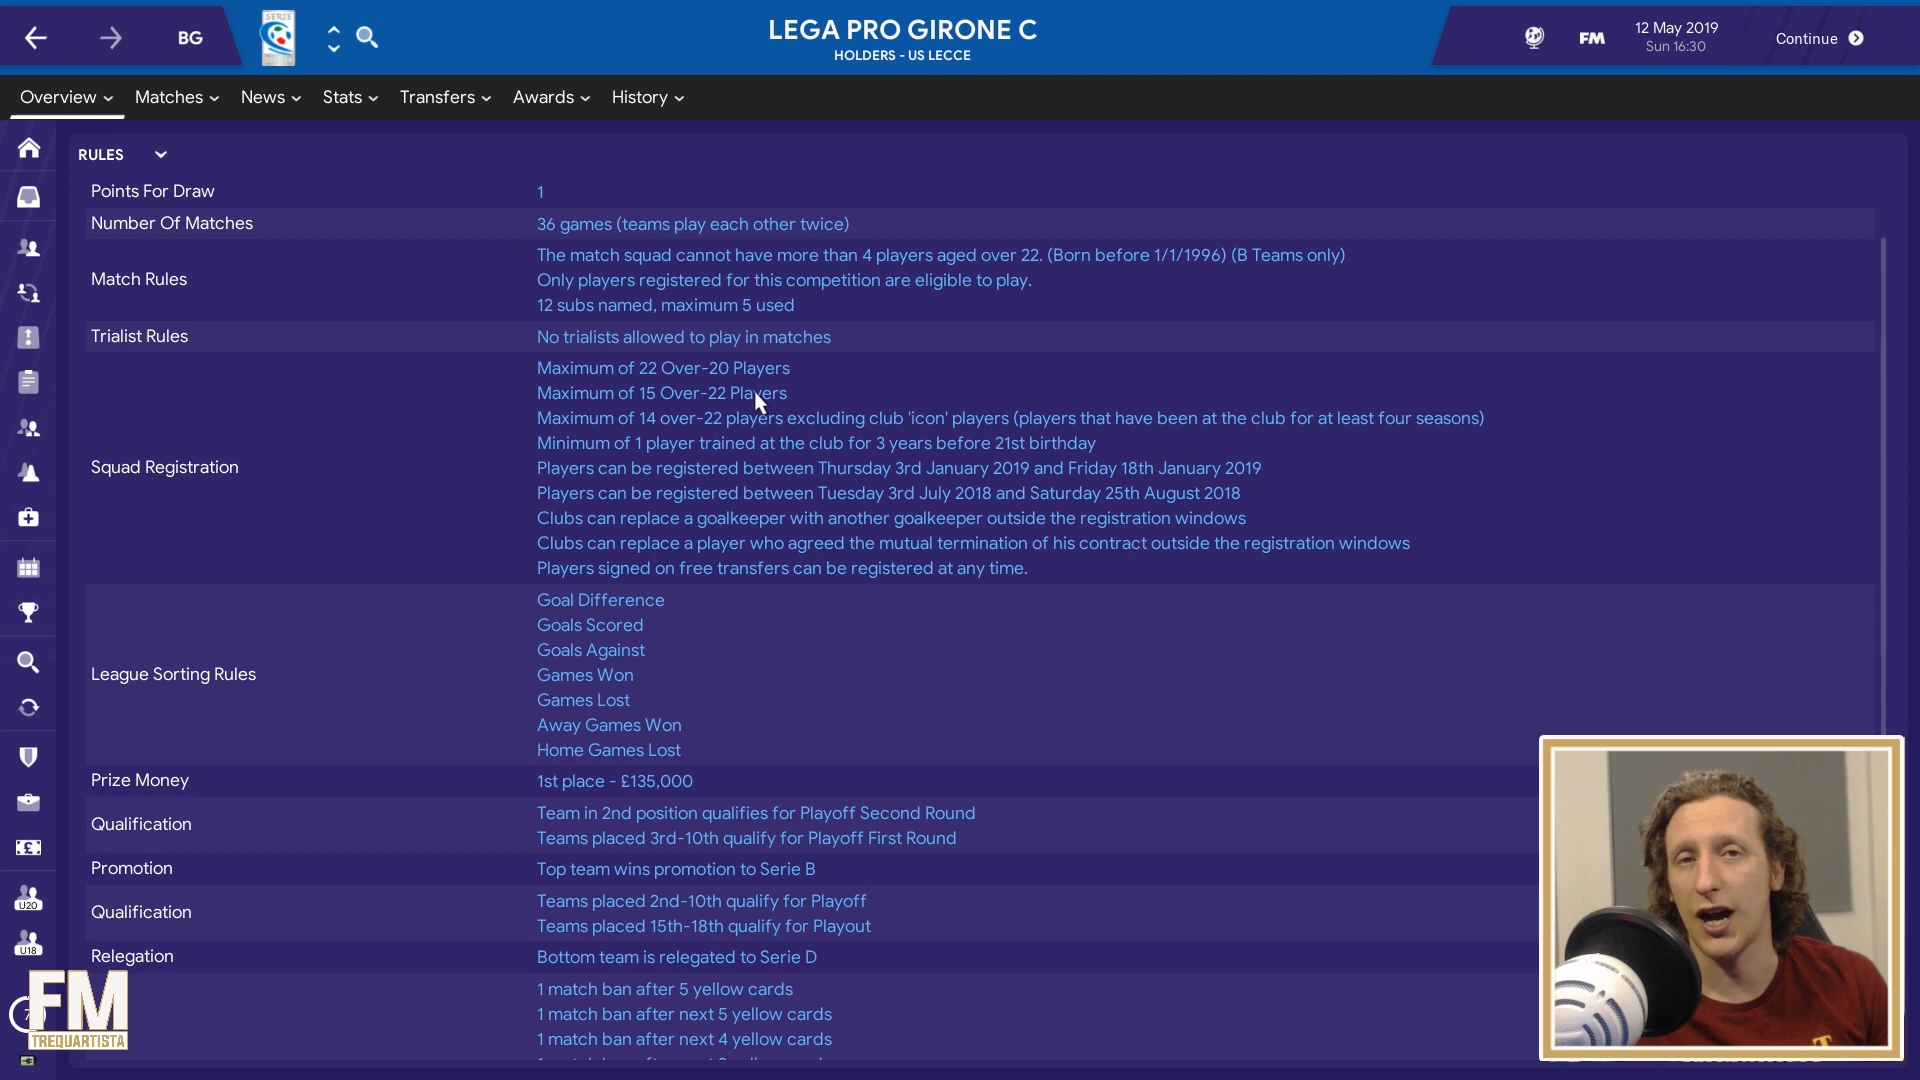 BG
SERIE
LEGA PRO GIRONE C
HOLDERS - US LECCE
FM
12 May 2019
Sun 16:30
Continue
Overview
Matches
News
Stats
Transfers
Awards
History
RULES
Points For Draw
1
Number Of Matches
36 games (teams play each other twice)
Match Rules
The match squad cannot have more than 4 players aged over 22. (Born before 1/1/1996) (B Teams only)
Only players registered for this competition are eligible to play.
12 subs named, maximum 5 used
Trialist Rules
No trialists allowed to play in matches
Squad Registration
Maximum of 22 Over-20 Players
Maximum of 15 Over-22 Players
Maximum of 14 over-22 players excluding club 'icon' players (players that have been at the club for at least four seasons)
Minimum of 1 player trained at the club for 3 years before 21st birthday
Players can be registered between Thursday 3rd January 2019 and Friday 18th January 2019
Players can be registered between Tuesday 3rd July 2018 and Saturday 25th August 2018
Clubs can replace a goalkeeper with another goalkeeper outside the registration windows
Clubs can replace a player who agreed the mutual termination of his contract outside the registration windows
Players signed on free transfers can be registered at any time.
League Sorting Rules
Goal Difference
Goals Scored
Goals Against
Games Won
Games Lost
Away Games Won
Home Games Lost
Prize Money
1st place - £135,000
Qualification
Team in 2nd position qualifies for Playoff Second Round
Teams placed 3rd-10th qualify for Playoff First Round
Promotion
Top team wins promotion to Serie B
Qualification
Teams placed 2nd-10th qualify for Playoff
Teams placed 15th-18th qualify for Playout
Relegation
Bottom team is relegated to Serie D
1 match ban after 5 yellow cards
1 match ban after next 5 yellow cards
1 match ban after next 4 yellow cards
U20
U18
FM
TREQUARTISTA